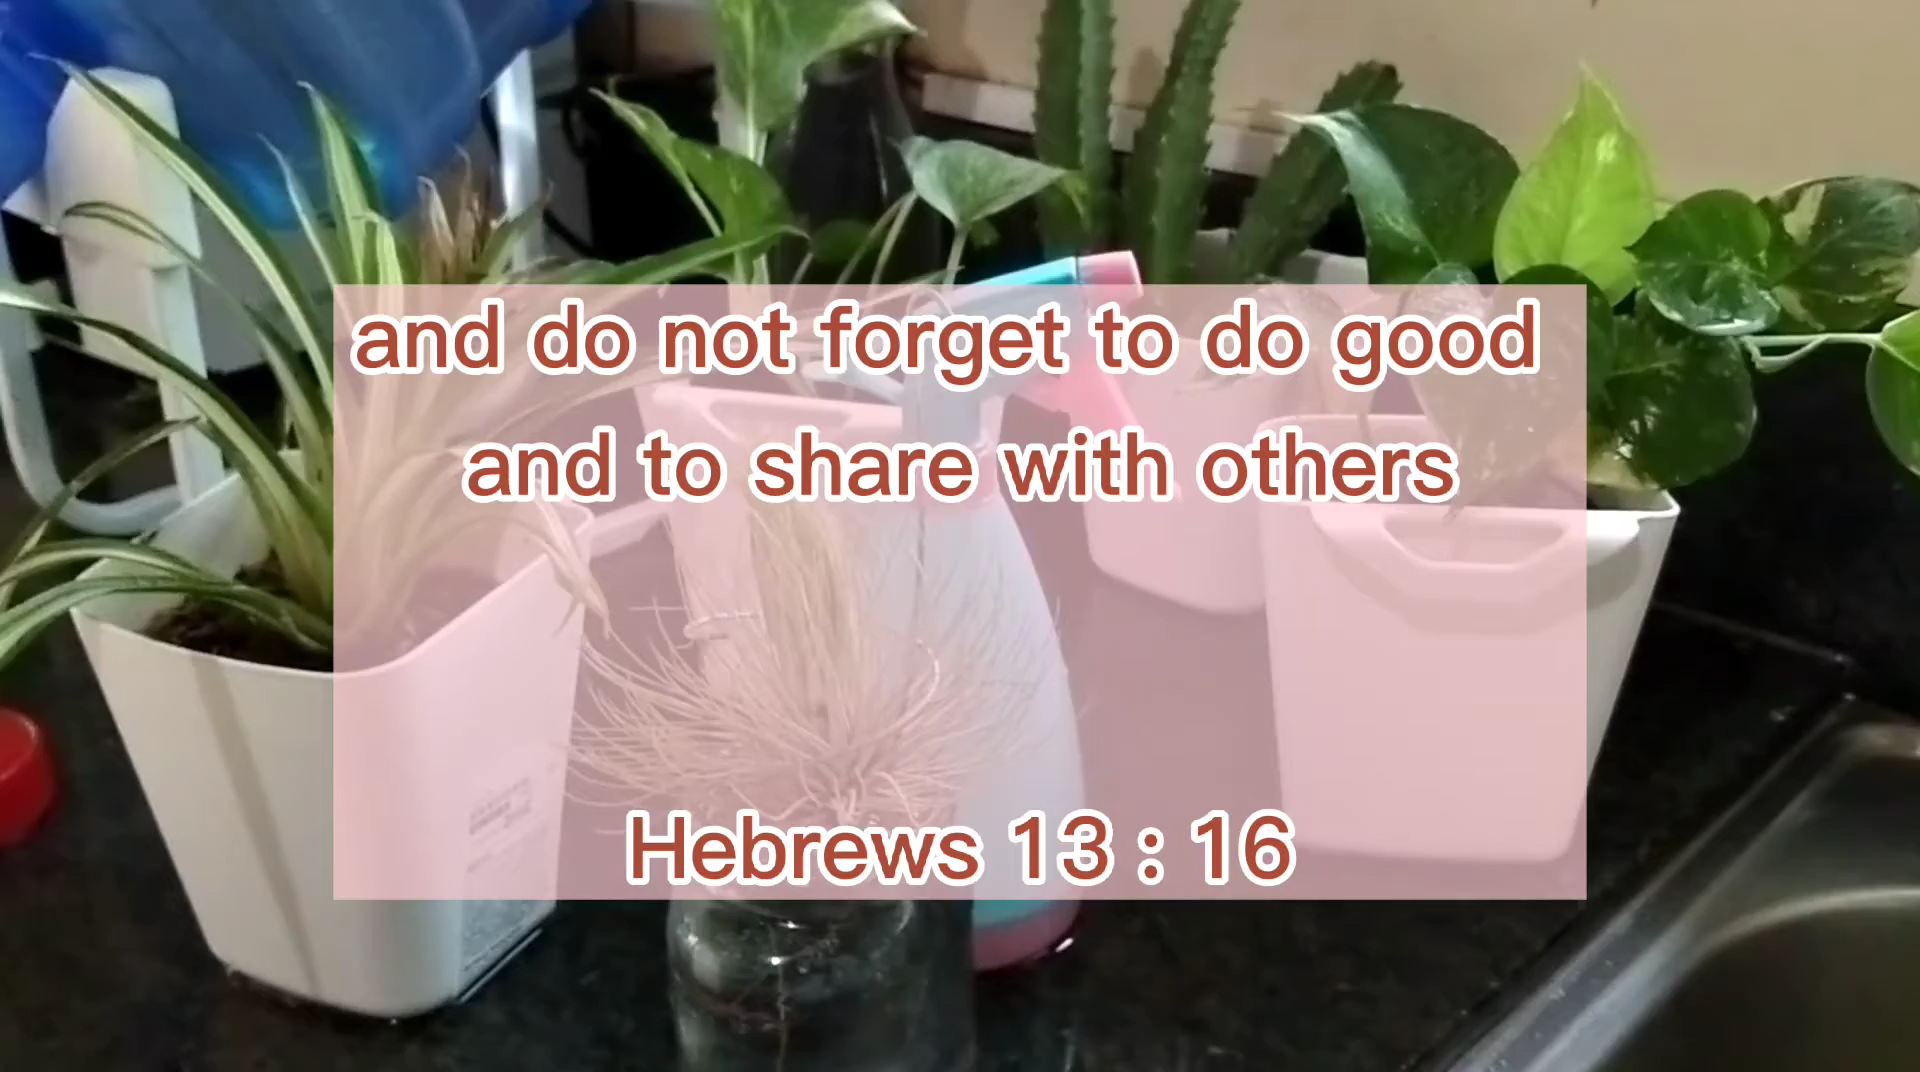 and do not forget to do good
and to share with others
Hebrews 13 : 16